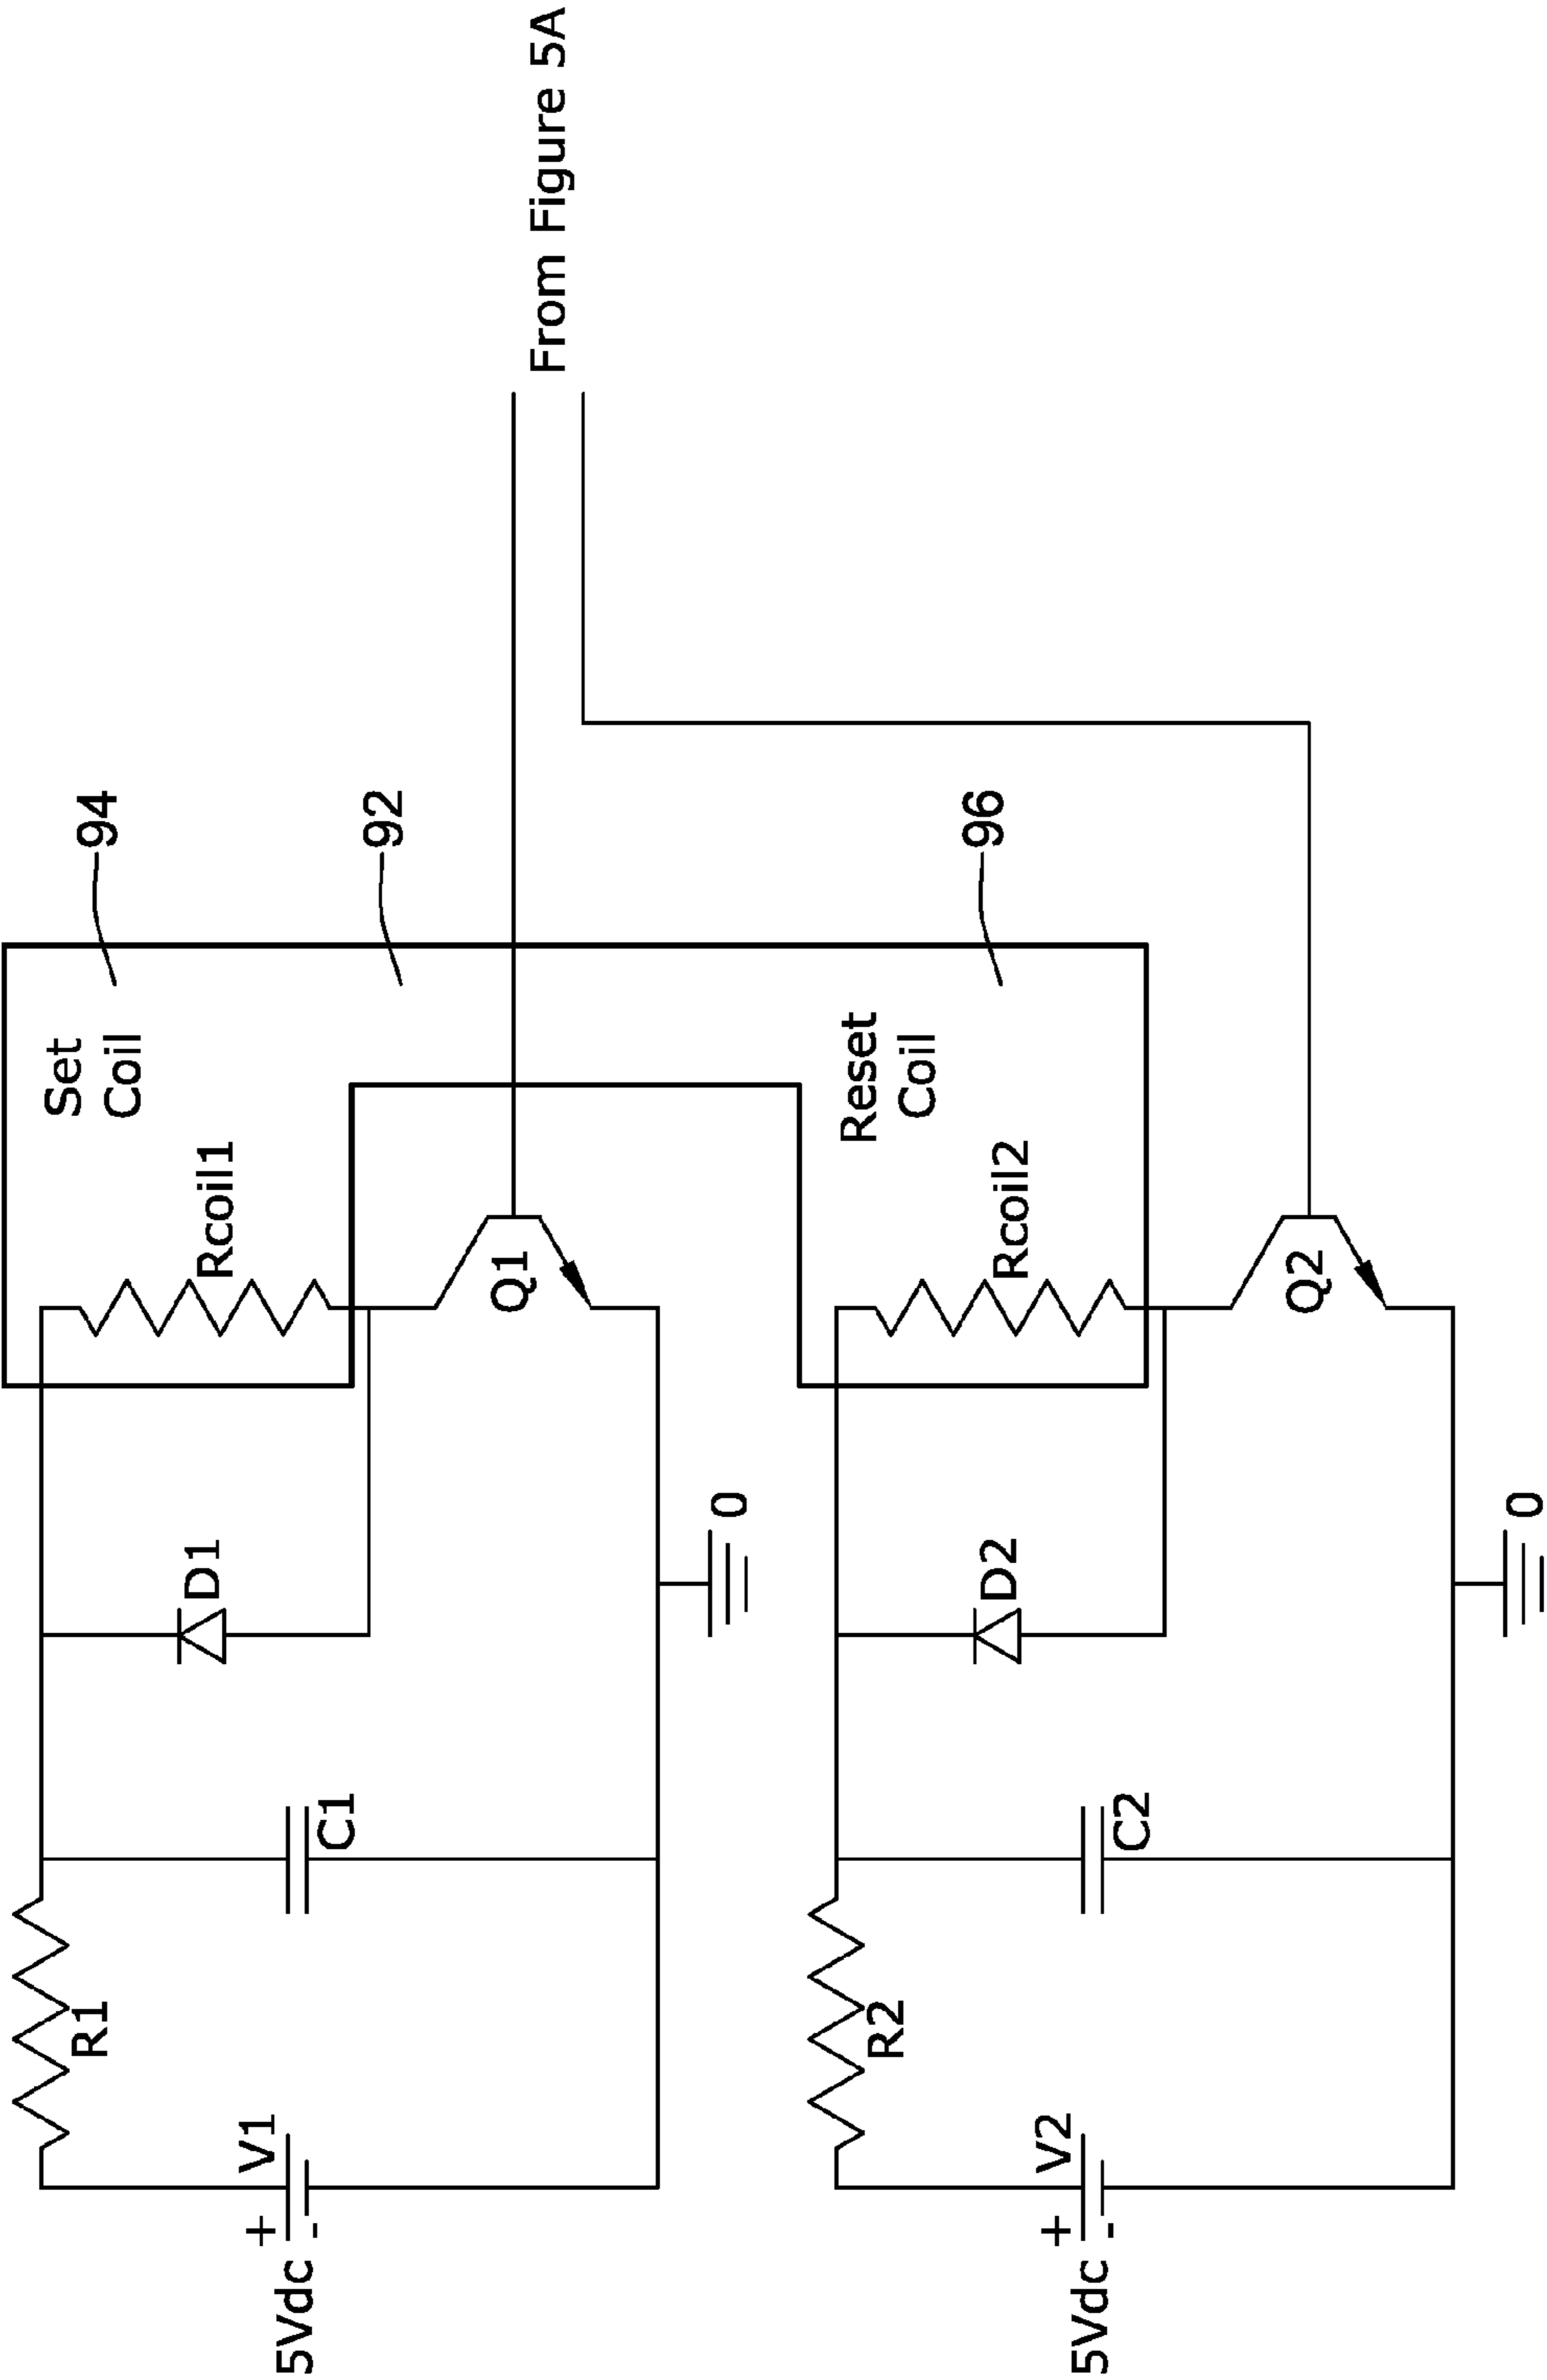 From Figure 5A
94
92
96
Set
Coil
Rcoil1
Q1
Reset
Coil
Rcoil2
Q2
D1
0
D2
0
C1
C2
R1
R2
V1
+
5Vdc
-
V2
+
5Vdc
-